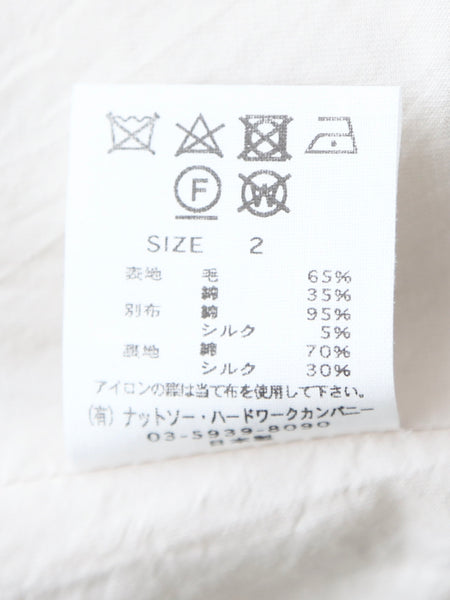 F W
SIZE 2
表地 毛 65%
綿 35%
別布 綿 95%
シルク 5%
裏地 綿 70%
シルク 30%
アイロンの際は当て布を使用して下さい。
(有)ナットソー・ハードワークカンパニー
03-5939-8090
日本製